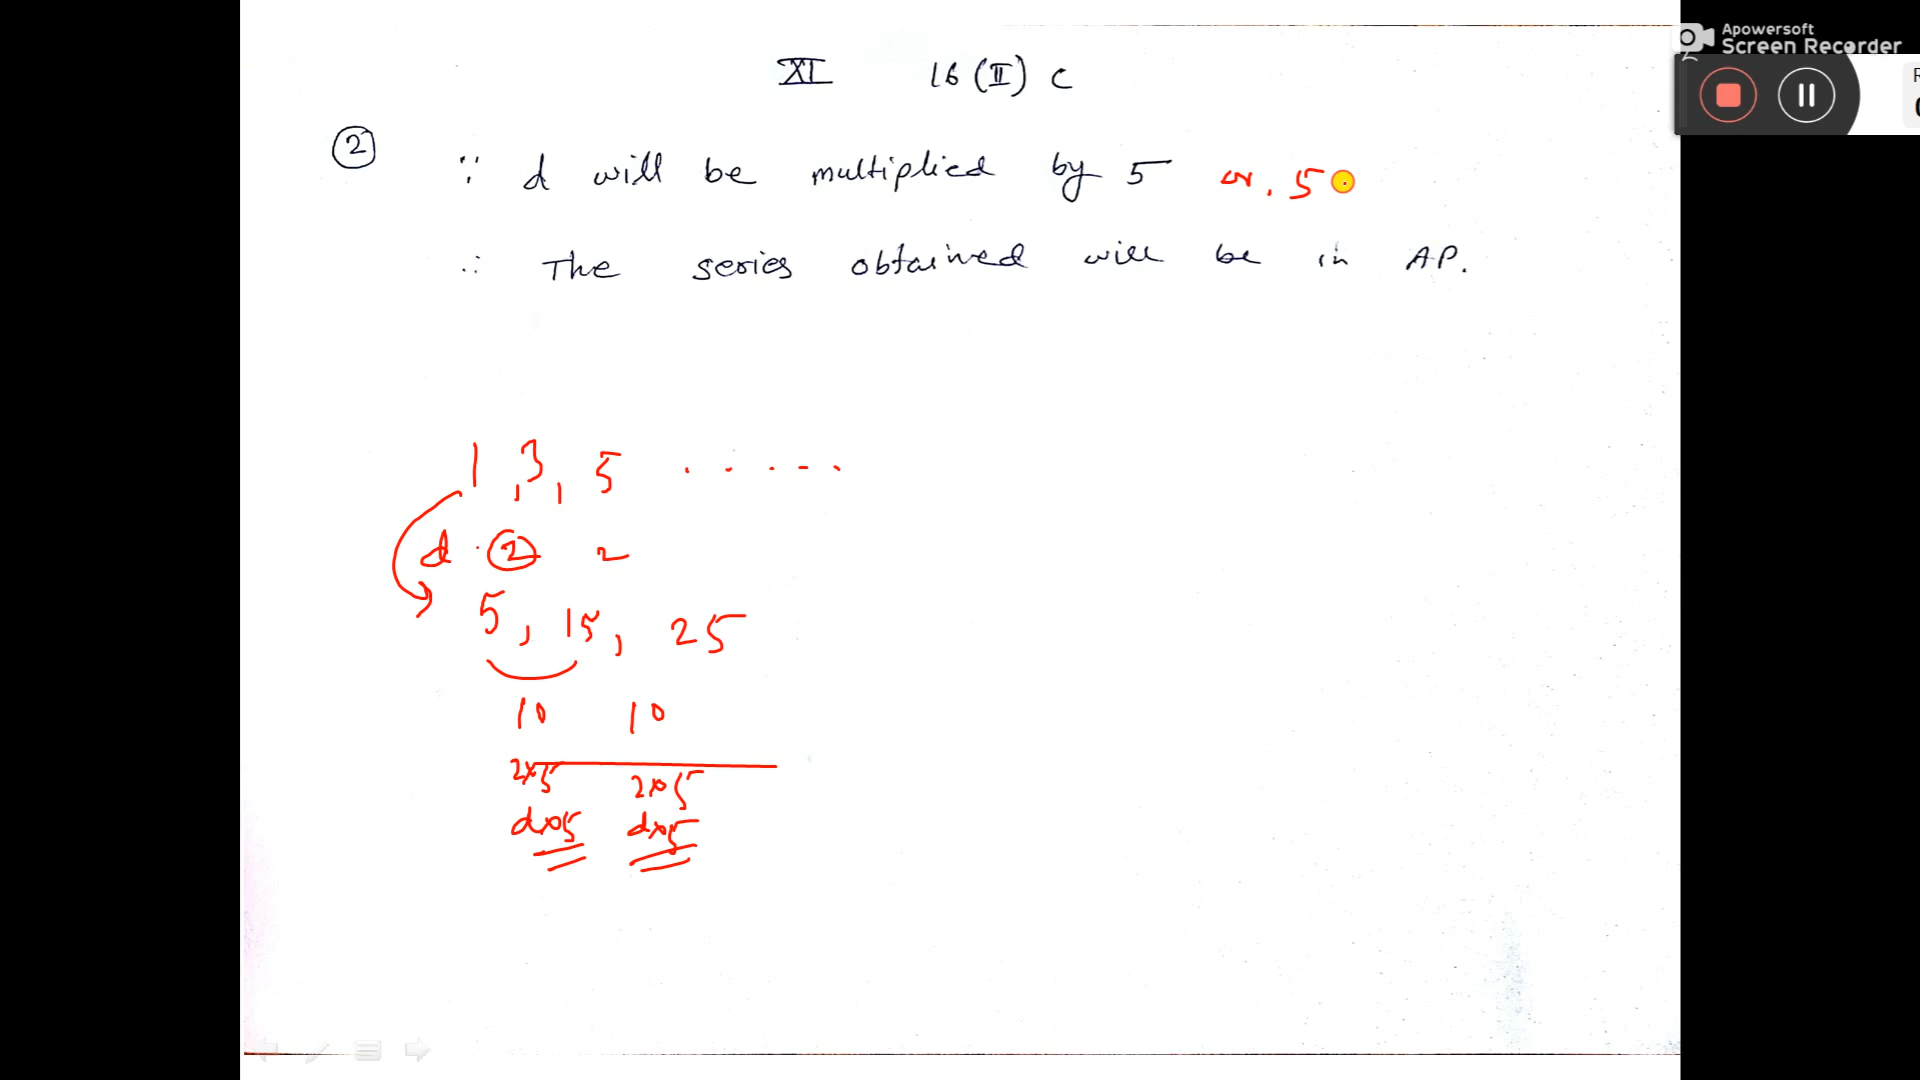 XI 16 (II) c
② ∵ d will be multiplied by 5 or. 5
∴ The series obtained will be in AP.
1, 3, 5 . . . . .
d 2 2
5, 15, 25
10 10
2×5 2×5
d×5 d×5
Apowersoft
Screen Recorder